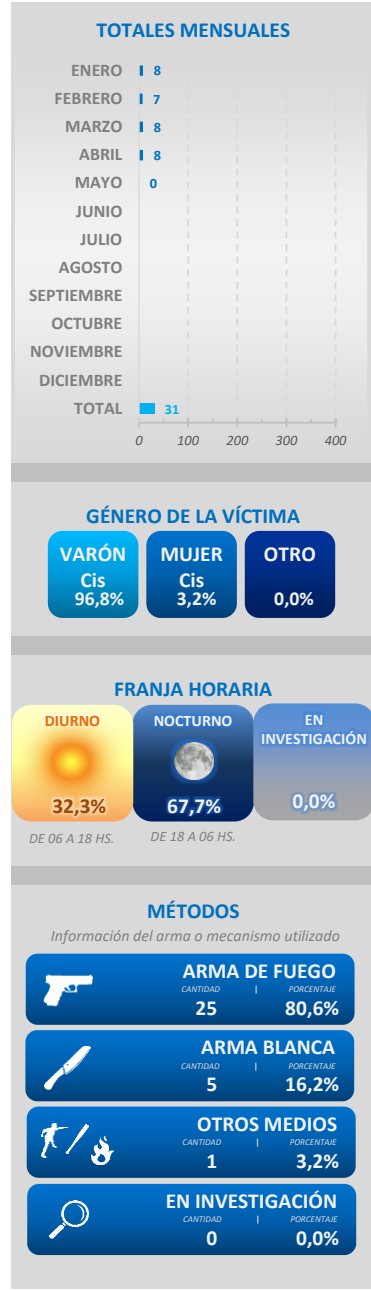 TOTALES MENSUALES
ENERO 8
FEBRERO 7
MARZO 8
ABRIL 8
MAYO 0
JUNIO
JULIO
AGOSTO
SEPTIEMBRE
OCTUBRE
NOVIEMBRE
DICIEMBRE
TOTAL 31
0 100 200 300 400
GÉNERO DE LA VÍCTIMA
VARÓN MUJER OTRO
Cis Cis
96,8% 3,2% 0,0%
FRANJA HORARIA
DIURNO NOCTURNO EN
INVESTIGACIÓN
32,3% 67,7% 0,0%
DE 06 A 18 HS. DE 18 A 06 HS.
MÉTODOS
Información del arma o mecanismo utilizado
ARMA DE FUEGO
CANTIDAD | PORCENTAJE
25 80,6%
ARMA BLANCA
CANTIDAD | PORCENTAJE
5 16,2%
OTROS MEDIOS
CANTIDAD | PORCENTAJE
1 3,2%
EN INVESTIGACIÓN
CANTIDAD | PORCENTAJE
0 0,0%